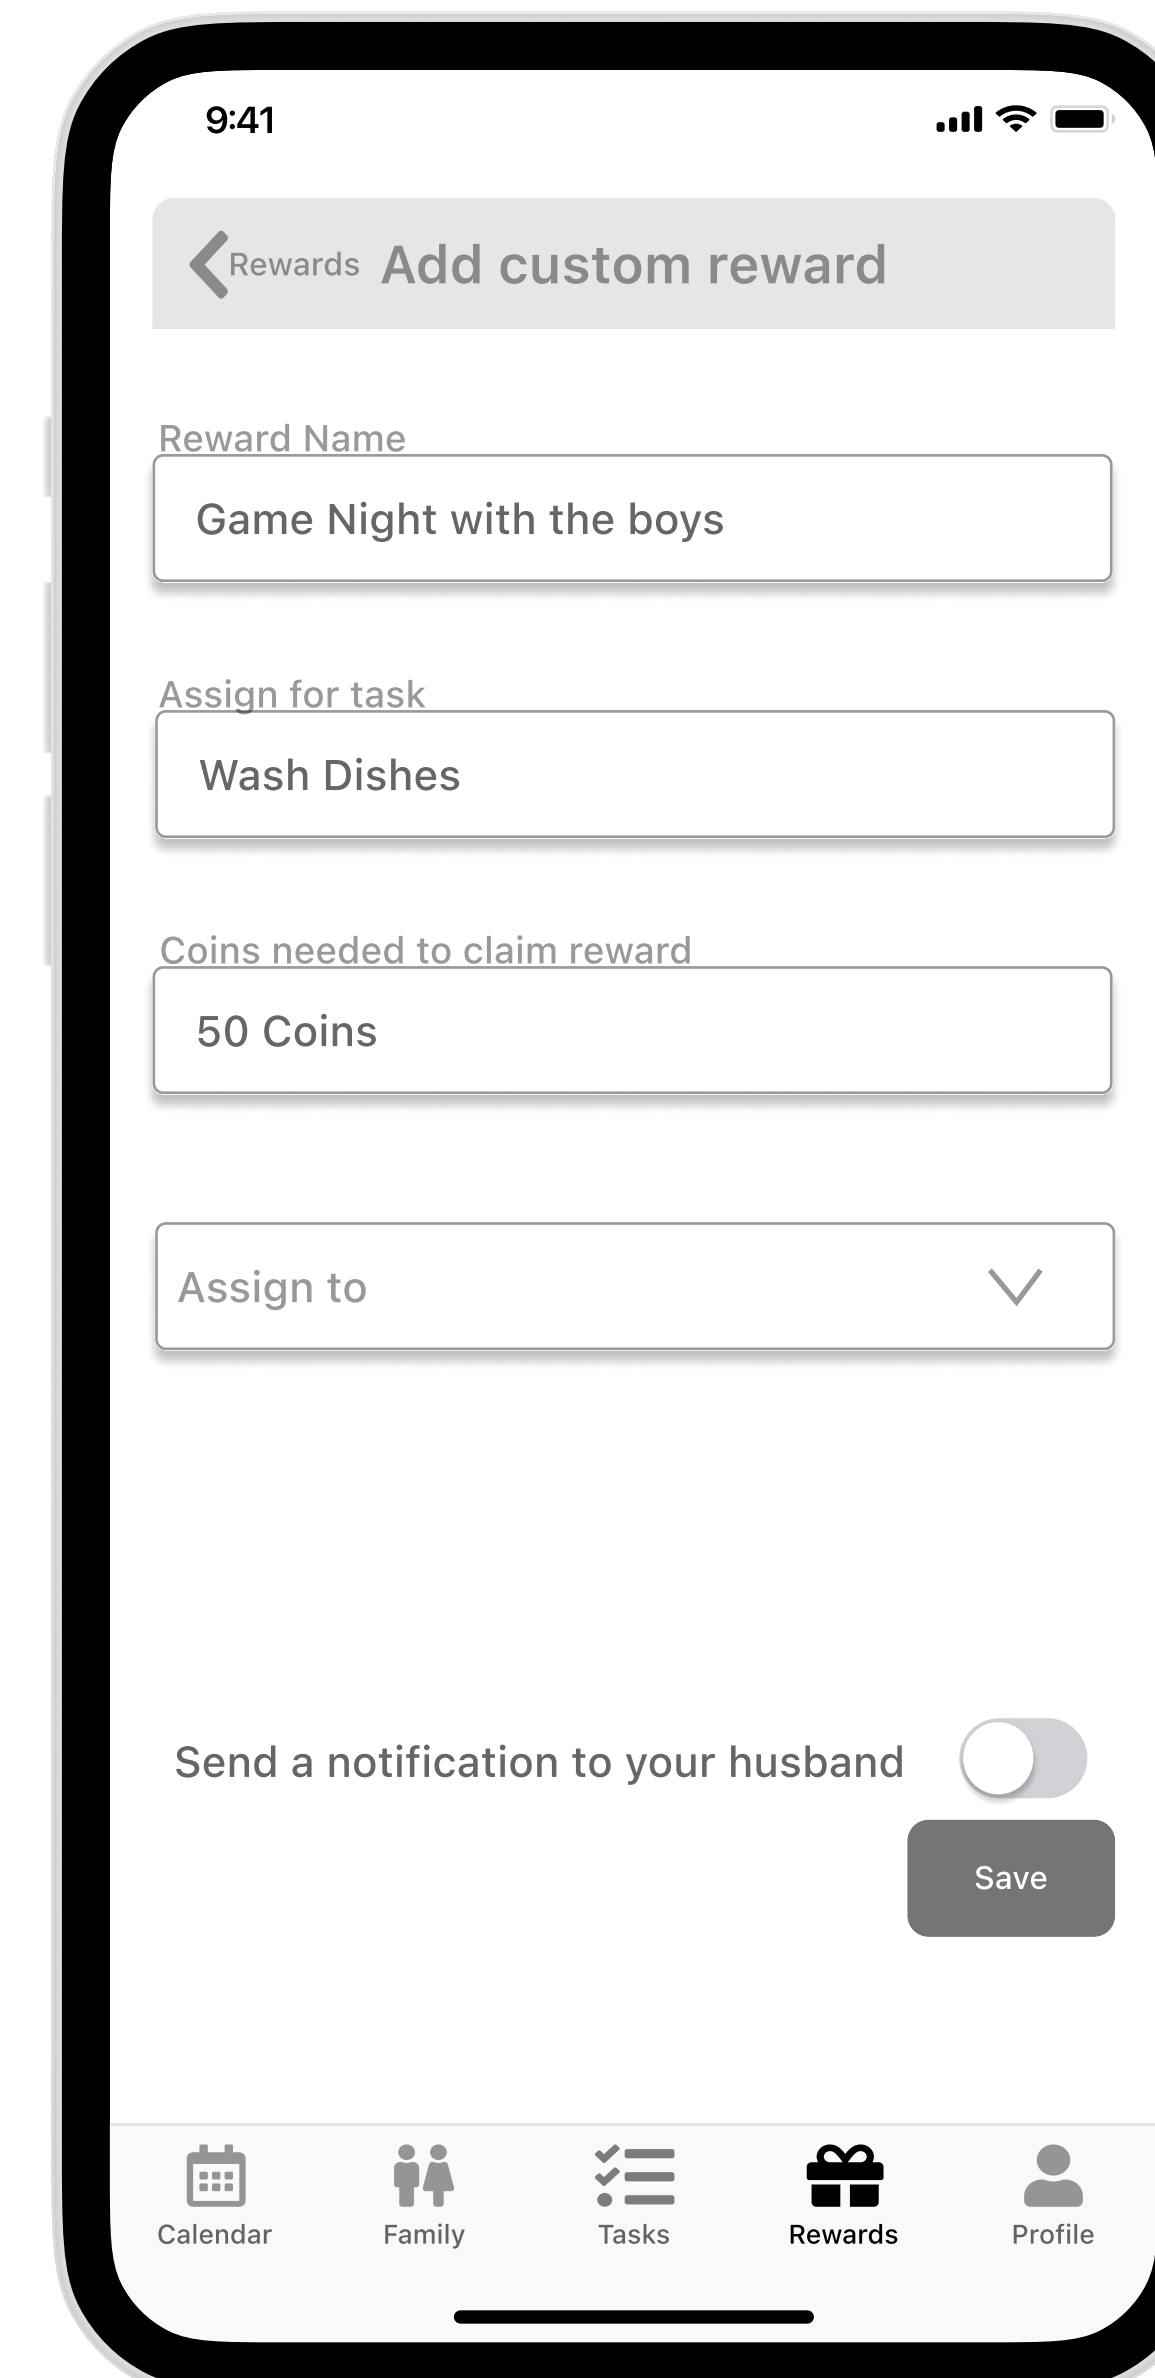 9:41
Rewards Add custom reward
Reward Name
Game Night with the boys
Assign for task
Wash Dishes
Coins needed to claim reward
50 Coins
Assign to
Send a notification to your husband
Save
Calendar Family Tasks Rewards Profile